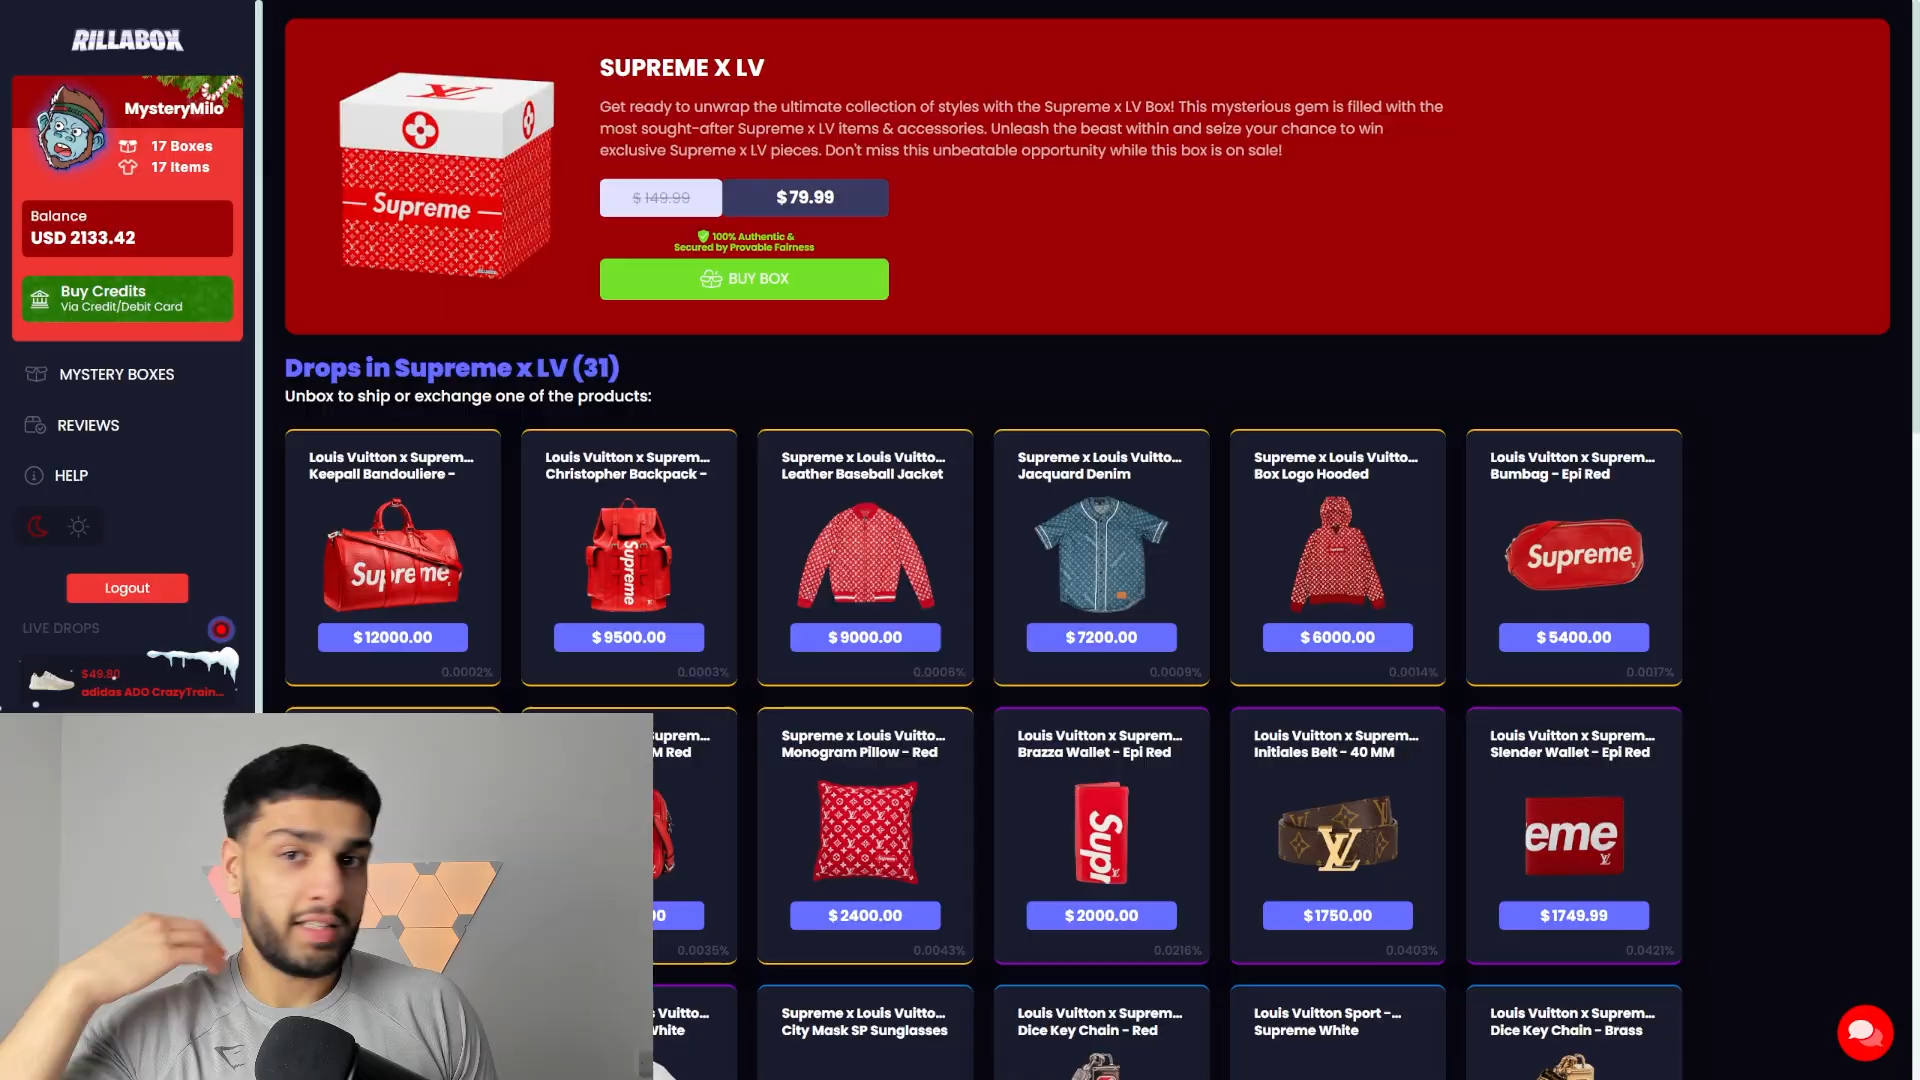 RILLABOX
MysteryMilo
17 Boxes
17 Items
Balance
USD 2133.42
Buy Credits
Via Credit/Debit Card
MYSTERY BOXES
REVIEWS
HELP
Logout
LIVE DROPS
$49.80
adidas ADO CrazyTrain...
Supreme
SUPREME X LV
Get ready to unwrap the ultimate collection of styles with the Supreme x LV Box! This mysterious gem is filled with the
most sought-after Supreme x LV items & accessories. Unleash the beast within and seize your chance to win
exclusive Supreme x LV pieces. Don't miss this unbeatable opportunity while this box is on sale!
$ 149.99
$ 79.99
100% Authentic &
Secured by Provable Fairness
BUY BOX
Drops in Supreme x LV (31)
Unbox to ship or exchange one of the products:
Louis Vuitton x Suprem...
Keepall Bandouliere -
Supreme
$ 12000.00
0.0002%
Louis Vuitton x Suprem...
Christopher Backpack -
Supreme
$ 9500.00
0.0003%
Supreme x Louis Vuitto...
Leather Baseball Jacket
$ 9000.00
0.0006%
Supreme x Louis Vuitto...
Jacquard Denim
$ 7200.00
0.0009%
Supreme x Louis Vuitto...
Box Logo Hooded
$ 6000.00
0.0014%
Louis Vuitton x Suprem...
Bumbag - Epi Red
Supreme
$ 5400.00
0.0017%
uprem...
M Red
00
0.0035%
Supreme x Louis Vuitto...
Monogram Pillow - Red
$ 2400.00
0.0043%
Louis Vuitton x Suprem...
Brazza Wallet - Epi Red
Supr
$ 2000.00
0.0216%
Louis Vuitton x Suprem...
Initiales Belt - 40 MM
LV
$ 1750.00
0.0403%
Louis Vuitton x Suprem...
Slender Wallet - Epi Red
eme
$ 1749.99
0.0421%
Vuitto...
White
Supreme x Louis Vuitto...
City Mask SP Sunglasses
Louis Vuitton x Suprem...
Dice Key Chain - Red
Louis Vuitton Sport -...
Supreme White
Louis Vuitton x Suprem...
Dice Key Chain - Brass